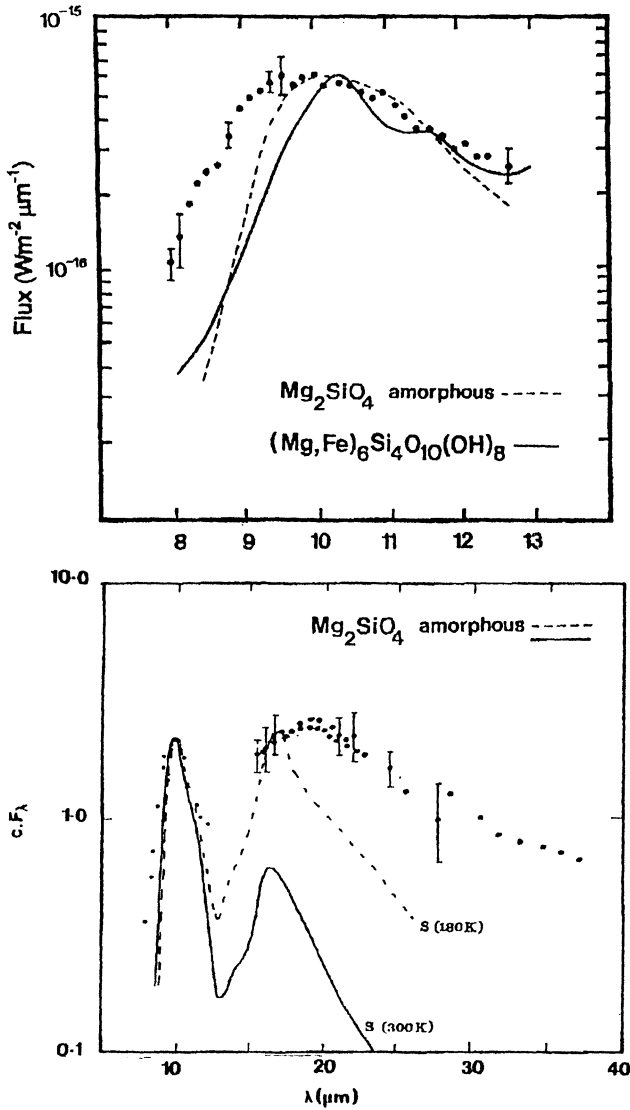 10⁻¹⁵
10⁻¹⁶
Flux (Wm⁻² μm⁻¹)
Mg₂SiO₄ amorphous
(Mg,Fe)₆Si₄O₁₀(OH)₈
8 9 10 11 12 13
10·0
1·0
0·1
c.Fλ
Mg₂SiO₄ amorphous
S (180K)
S (300K)
10 20 30 40
λ(μm)